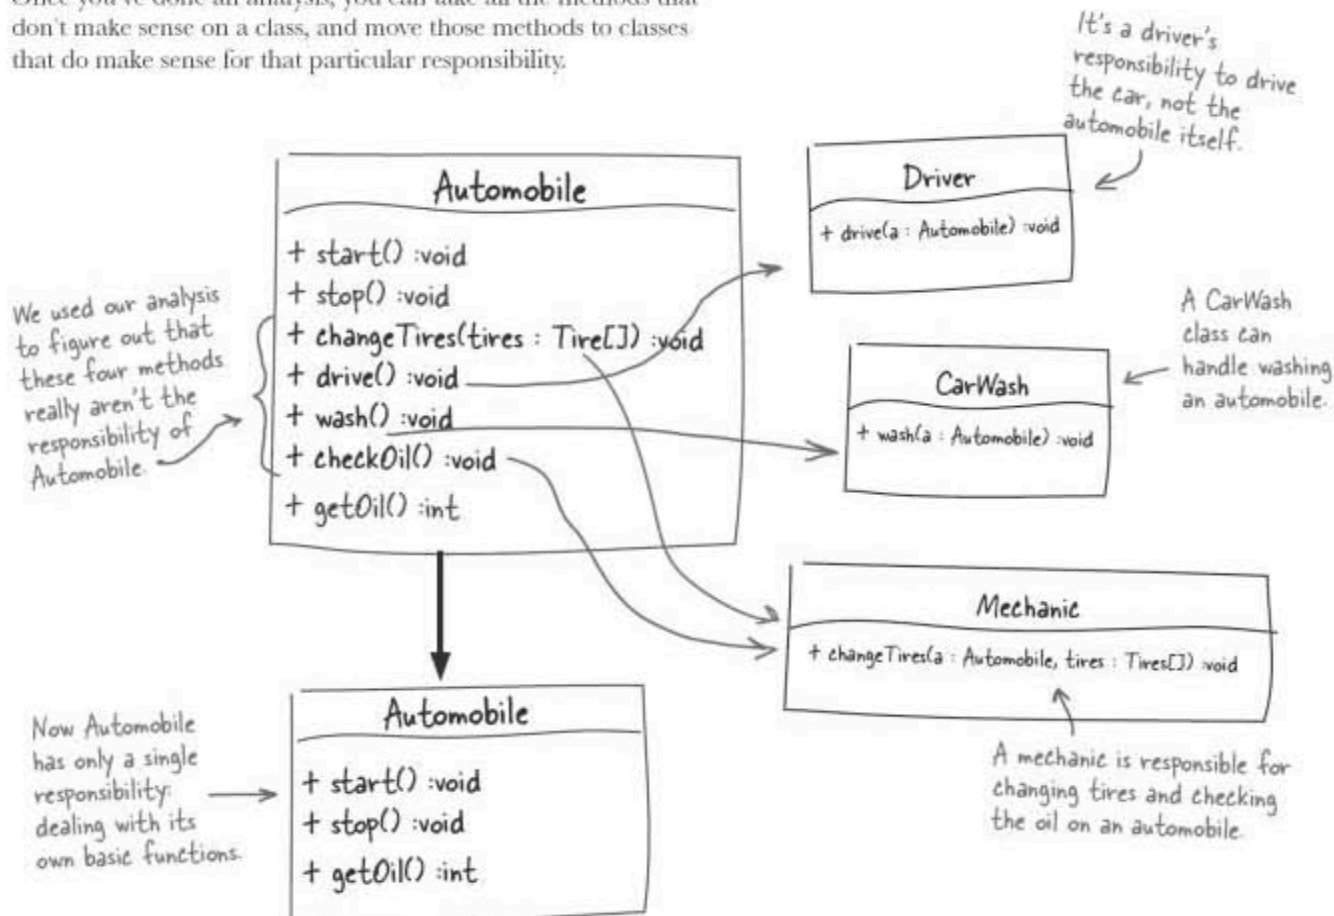 don't make sense on a class, and move those methods to classes
that do make sense for that particular responsibility.
It's a driver's
responsibility to drive
the car, not the
automobile itself.
Automobile
+ start() :void
+ stop() :void
+ changeTires(tires : Tire[]) :void
+ drive() :void
+ wash() :void
+ checkOil() :void
+ getOil() :int
Driver
+ drive(a : Automobile) :void
We used our analysis
to figure out that
these four methods
really aren't the
responsibility of
Automobile.
CarWash
+ wash(a : Automobile) :void
A CarWash
class can
handle washing
an automobile.
Mechanic
+ changeTires(a : Automobile, tires : Tires[]) :void
A mechanic is responsible for
changing tires and checking
the oil on an automobile.
Now Automobile
has only a single
responsibility:
dealing with its
own basic functions.
Automobile
+ start() :void
+ stop() :void
+ getOil() :int